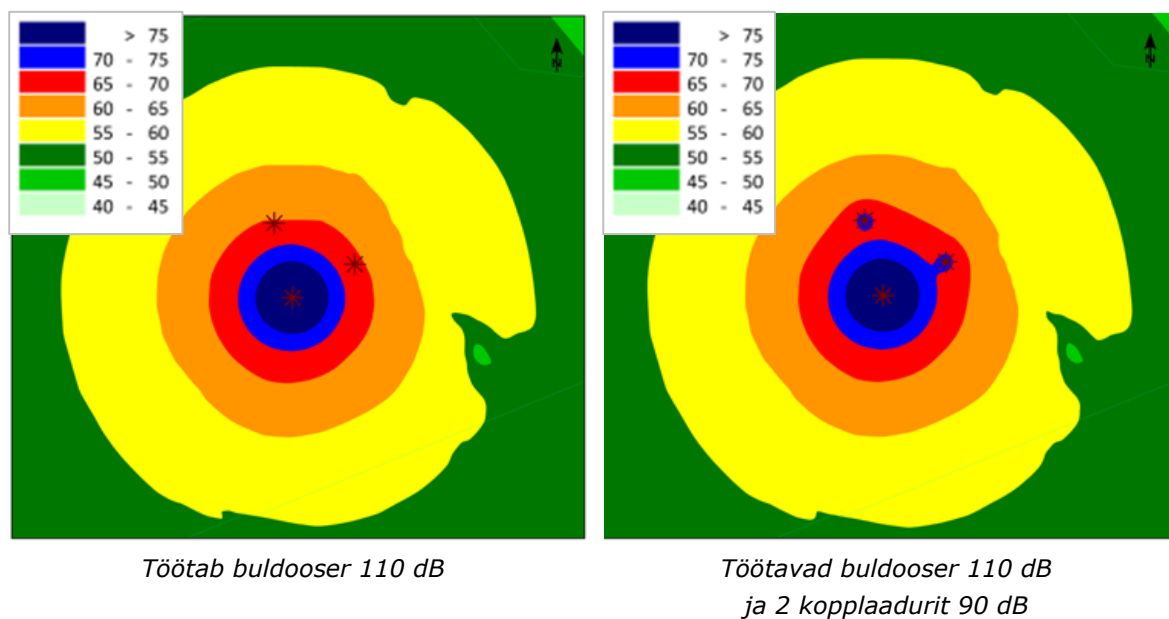 > 75
70 - 75
65 - 70
60 - 65
55 - 60
50 - 55
45 - 50
40 - 45
N
Töötab buldooser 110 dB
> 75
70 - 75
65 - 70
60 - 65
55 - 60
50 - 55
45 - 50
40 - 45
N
Töötavad buldooser 110 dB
ja 2 kopplaadurit 90 dB